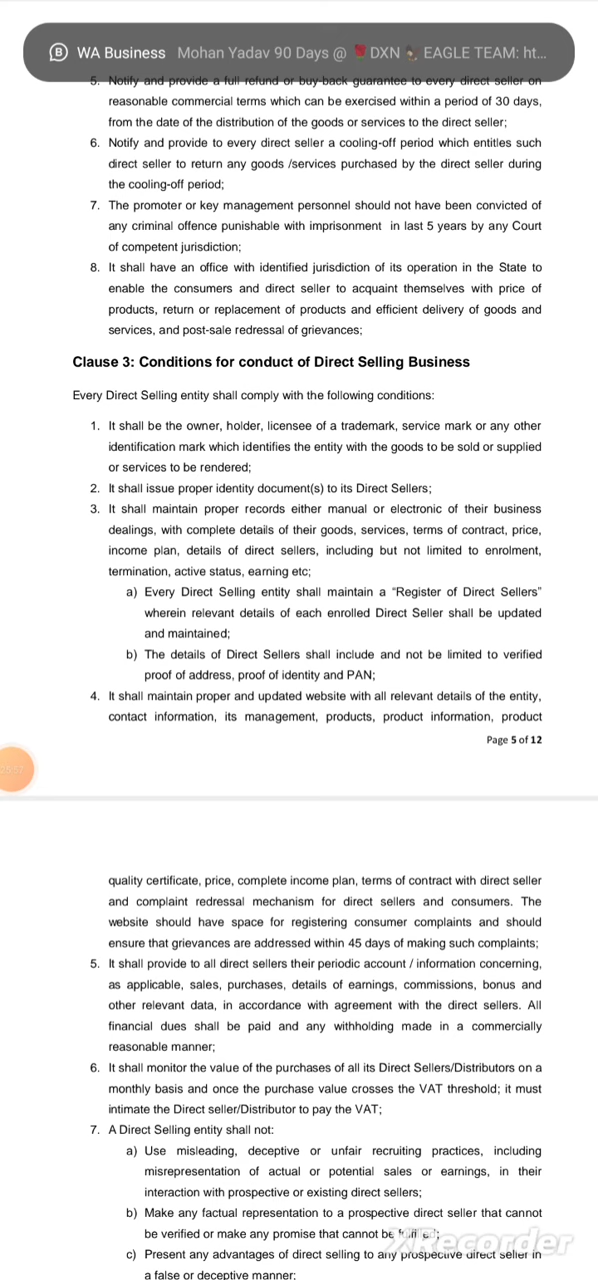 B WA Business Mohan Yadav 90 Days @ 🌹 DXN 🦅 EAGLE TEAM: ht...
5. Notify and provide a full refund or buy-back guarantee to every direct seller on
reasonable commercial terms which can be exercised within a period of 30 days,
from the date of the distribution of the goods or services to the direct seller;
6. Notify and provide to every direct seller a cooling-off period which entitles such
direct seller to return any goods /services purchased by the direct seller during
the cooling-off period;
7. The promoter or key management personnel should not have been convicted of
any criminal offence punishable with imprisonment in last 5 years by any Court
of competent jurisdiction;
8. It shall have an office with identified jurisdiction of its operation in the State to
enable the consumers and direct seller to acquaint themselves with price of
products, return or replacement of products and efficient delivery of goods and
services, and post-sale redressal of grievances;
Clause 3: Conditions for conduct of Direct Selling Business
Every Direct Selling entity shall comply with the following conditions:
1. It shall be the owner, holder, licensee of a trademark, service mark or any other
identification mark which identifies the entity with the goods to be sold or supplied
or services to be rendered;
2. It shall issue proper identity document(s) to its Direct Sellers;
3. It shall maintain proper records either manual or electronic of their business
dealings, with complete details of their goods, services, terms of contract, price,
income plan, details of direct sellers, including but not limited to enrolment,
termination, active status, earning etc;
a) Every Direct Selling entity shall maintain a “Register of Direct Sellers”
wherein relevant details of each enrolled Direct Seller shall be updated
and maintained;
b) The details of Direct Sellers shall include and not be limited to verified
proof of address, proof of identity and PAN;
4. It shall maintain proper and updated website with all relevant details of the entity,
contact information, its management, products, product information, product
Page 5 of 12
quality certificate, price, complete income plan, terms of contract with direct seller
and complaint redressal mechanism for direct sellers and consumers. The
website should have space for registering consumer complaints and should
ensure that grievances are addressed within 45 days of making such complaints;
5. It shall provide to all direct sellers their periodic account / information concerning,
as applicable, sales, purchases, details of earnings, commissions, bonus and
other relevant data, in accordance with agreement with the direct sellers. All
financial dues shall be paid and any withholding made in a commercially
reasonable manner;
6. It shall monitor the value of the purchases of all its Direct Sellers/Distributors on a
monthly basis and once the purchase value crosses the VAT threshold; it must
intimate the Direct seller/Distributor to pay the VAT;
7. A Direct Selling entity shall not:
a) Use misleading, deceptive or unfair recruiting practices, including
misrepresentation of actual or potential sales or earnings, in their
interaction with prospective or existing direct sellers;
b) Make any factual representation to a prospective direct seller that cannot
be verified or make any promise that cannot be fulfilled;
XRecorder
c) Present any advantages of direct selling to any prospective direct seller in
a false or deceptive manner;